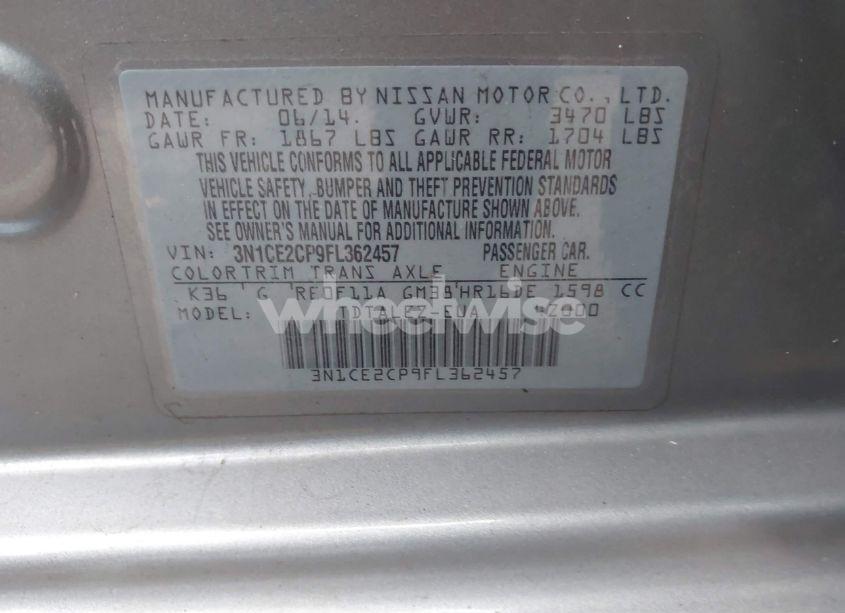 MANUFACTURED BY NISSAN MOTOR CO., LTD.
DATE: 06/14. GVWR: 3470 LBS
GAWR FR: 1867 LBS GAWR RR: 1704 LBS
THIS VEHICLE CONFORMS TO ALL APPLICABLE FEDERAL MOTOR
VEHICLE SAFETY, BUMPER AND THEFT PREVENTION STANDARDS
IN EFFECT ON THE DATE OF MANUFACTURE SHOWN ABOVE.
SEE OWNER'S MANUAL FOR ADDITIONAL INFORMATION.
VIN: 3N1CE2CP9FL362457 PASSENGER CAR.
COLOR TRIM TRANS AXLE ENGINE
K36 G RE0F11A GM38 HR16DE 1598 CC
MODEL:
wheelwise
3N1CE2CP9FL362457